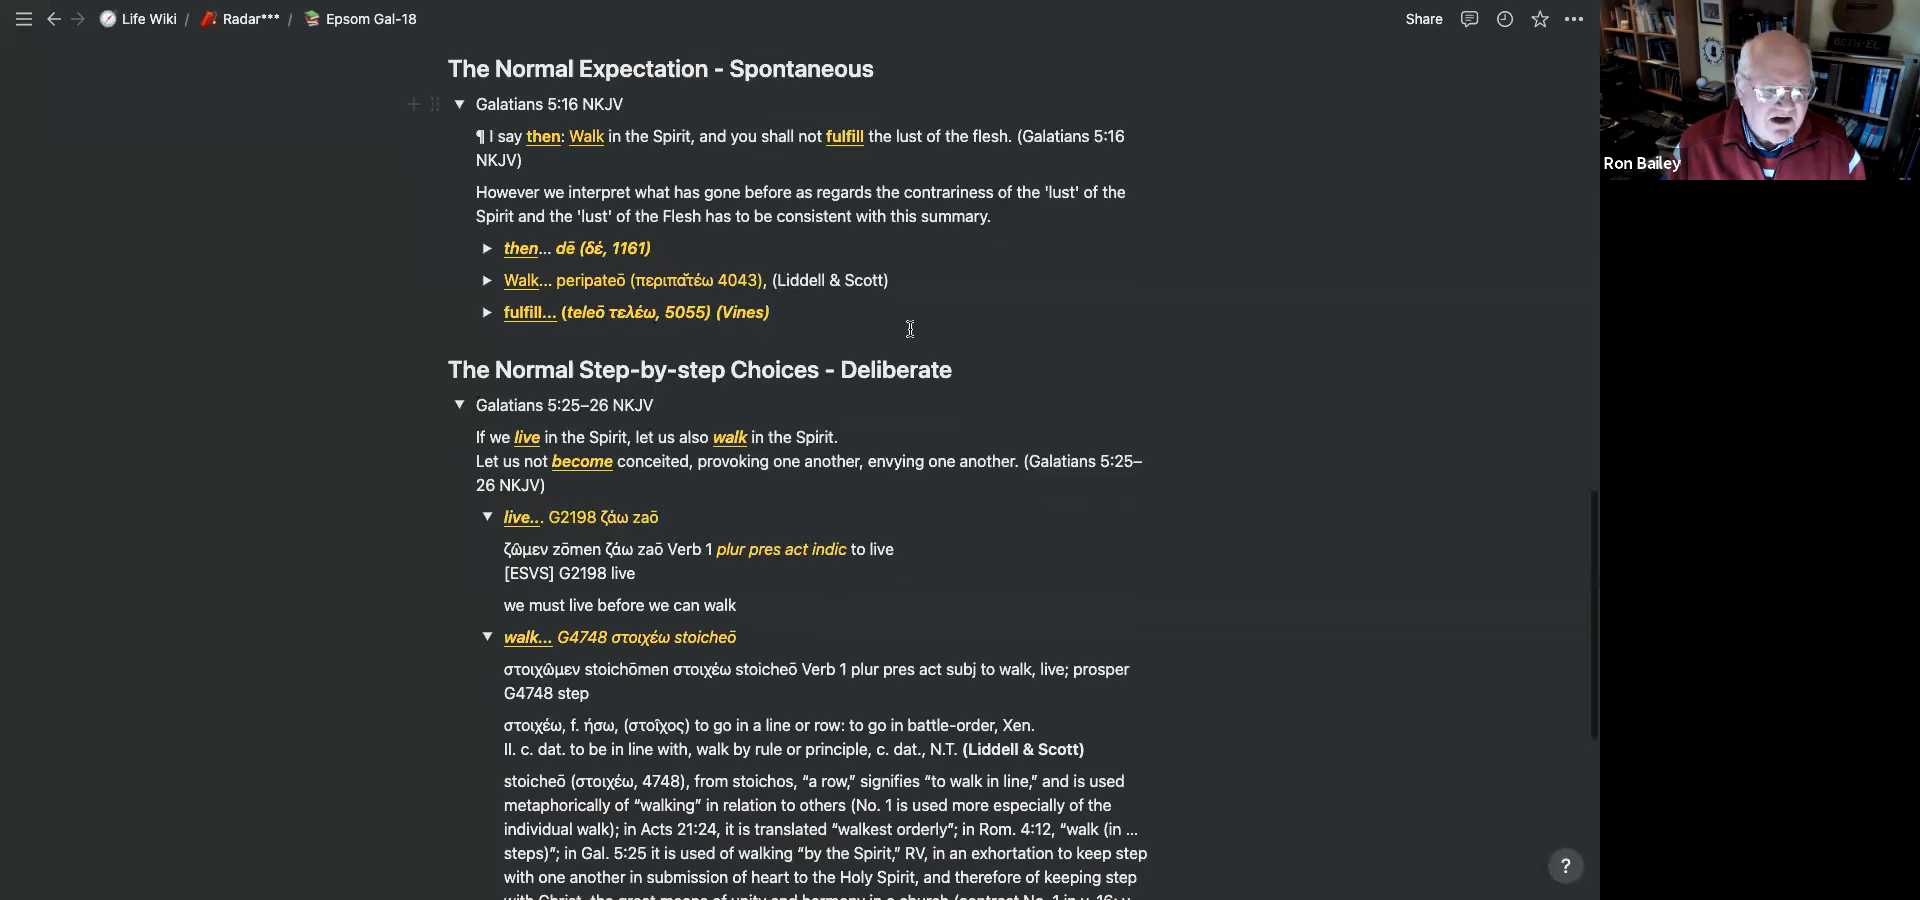 Life Wiki / Radar*** / Epsom Gal-18
Share
The Normal Expectation - Spontaneous
Galatians 5:16 NKJV
¶ I say then: Walk in the Spirit, and you shall not fulfill the lust of the flesh. (Galatians 5:16
NKJV)
However we interpret what has gone before as regards the contrariness of the 'lust' of the
Spirit and the 'lust' of the Flesh has to be consistent with this summary.
then... dē (δέ, 1161)
Walk... peripateō (περιπᾰτέω 4043), (Liddell & Scott)
fulfill... (teleō τελέω, 5055) (Vines)
The Normal Step-by-step Choices - Deliberate
Galatians 5:25–26 NKJV
If we live in the Spirit, let us also walk in the Spirit.
Let us not become conceited, provoking one another, envying one another. (Galatians 5:25–
26 NKJV)
live... G2198 ζάω zaō
ζῶμεν zōmen ζάω zaō Verb 1 plur pres act indic to live
[ESVS] G2198 live
we must live before we can walk
walk... G4748 στοιχέω stoicheō
στοιχῶμεν stoichōmen στοιχέω stoicheō Verb 1 plur pres act subj to walk, live; prosper
G4748 step
στοιχέω, f. ήσω, (στοῖχος) to go in a line or row: to go in battle-order, Xen.
II. c. dat. to be in line with, walk by rule or principle, c. dat., N.T. (Liddell & Scott)
stoicheō (στοιχέω, 4748), from stoichos, “a row,” signifies “to walk in line,” and is used
metaphorically of “walking” in relation to others (No. 1 is used more especially of the
individual walk); in Acts 21:24, it is translated “walkest orderly”; in Rom. 4:12, “walk (in ...
steps)”; in Gal. 5:25 it is used of walking “by the Spirit,” RV, in an exhortation to keep step
with one another in submission of heart to the Holy Spirit, and therefore of keeping step
?
BETH-EL
Ron Bailey